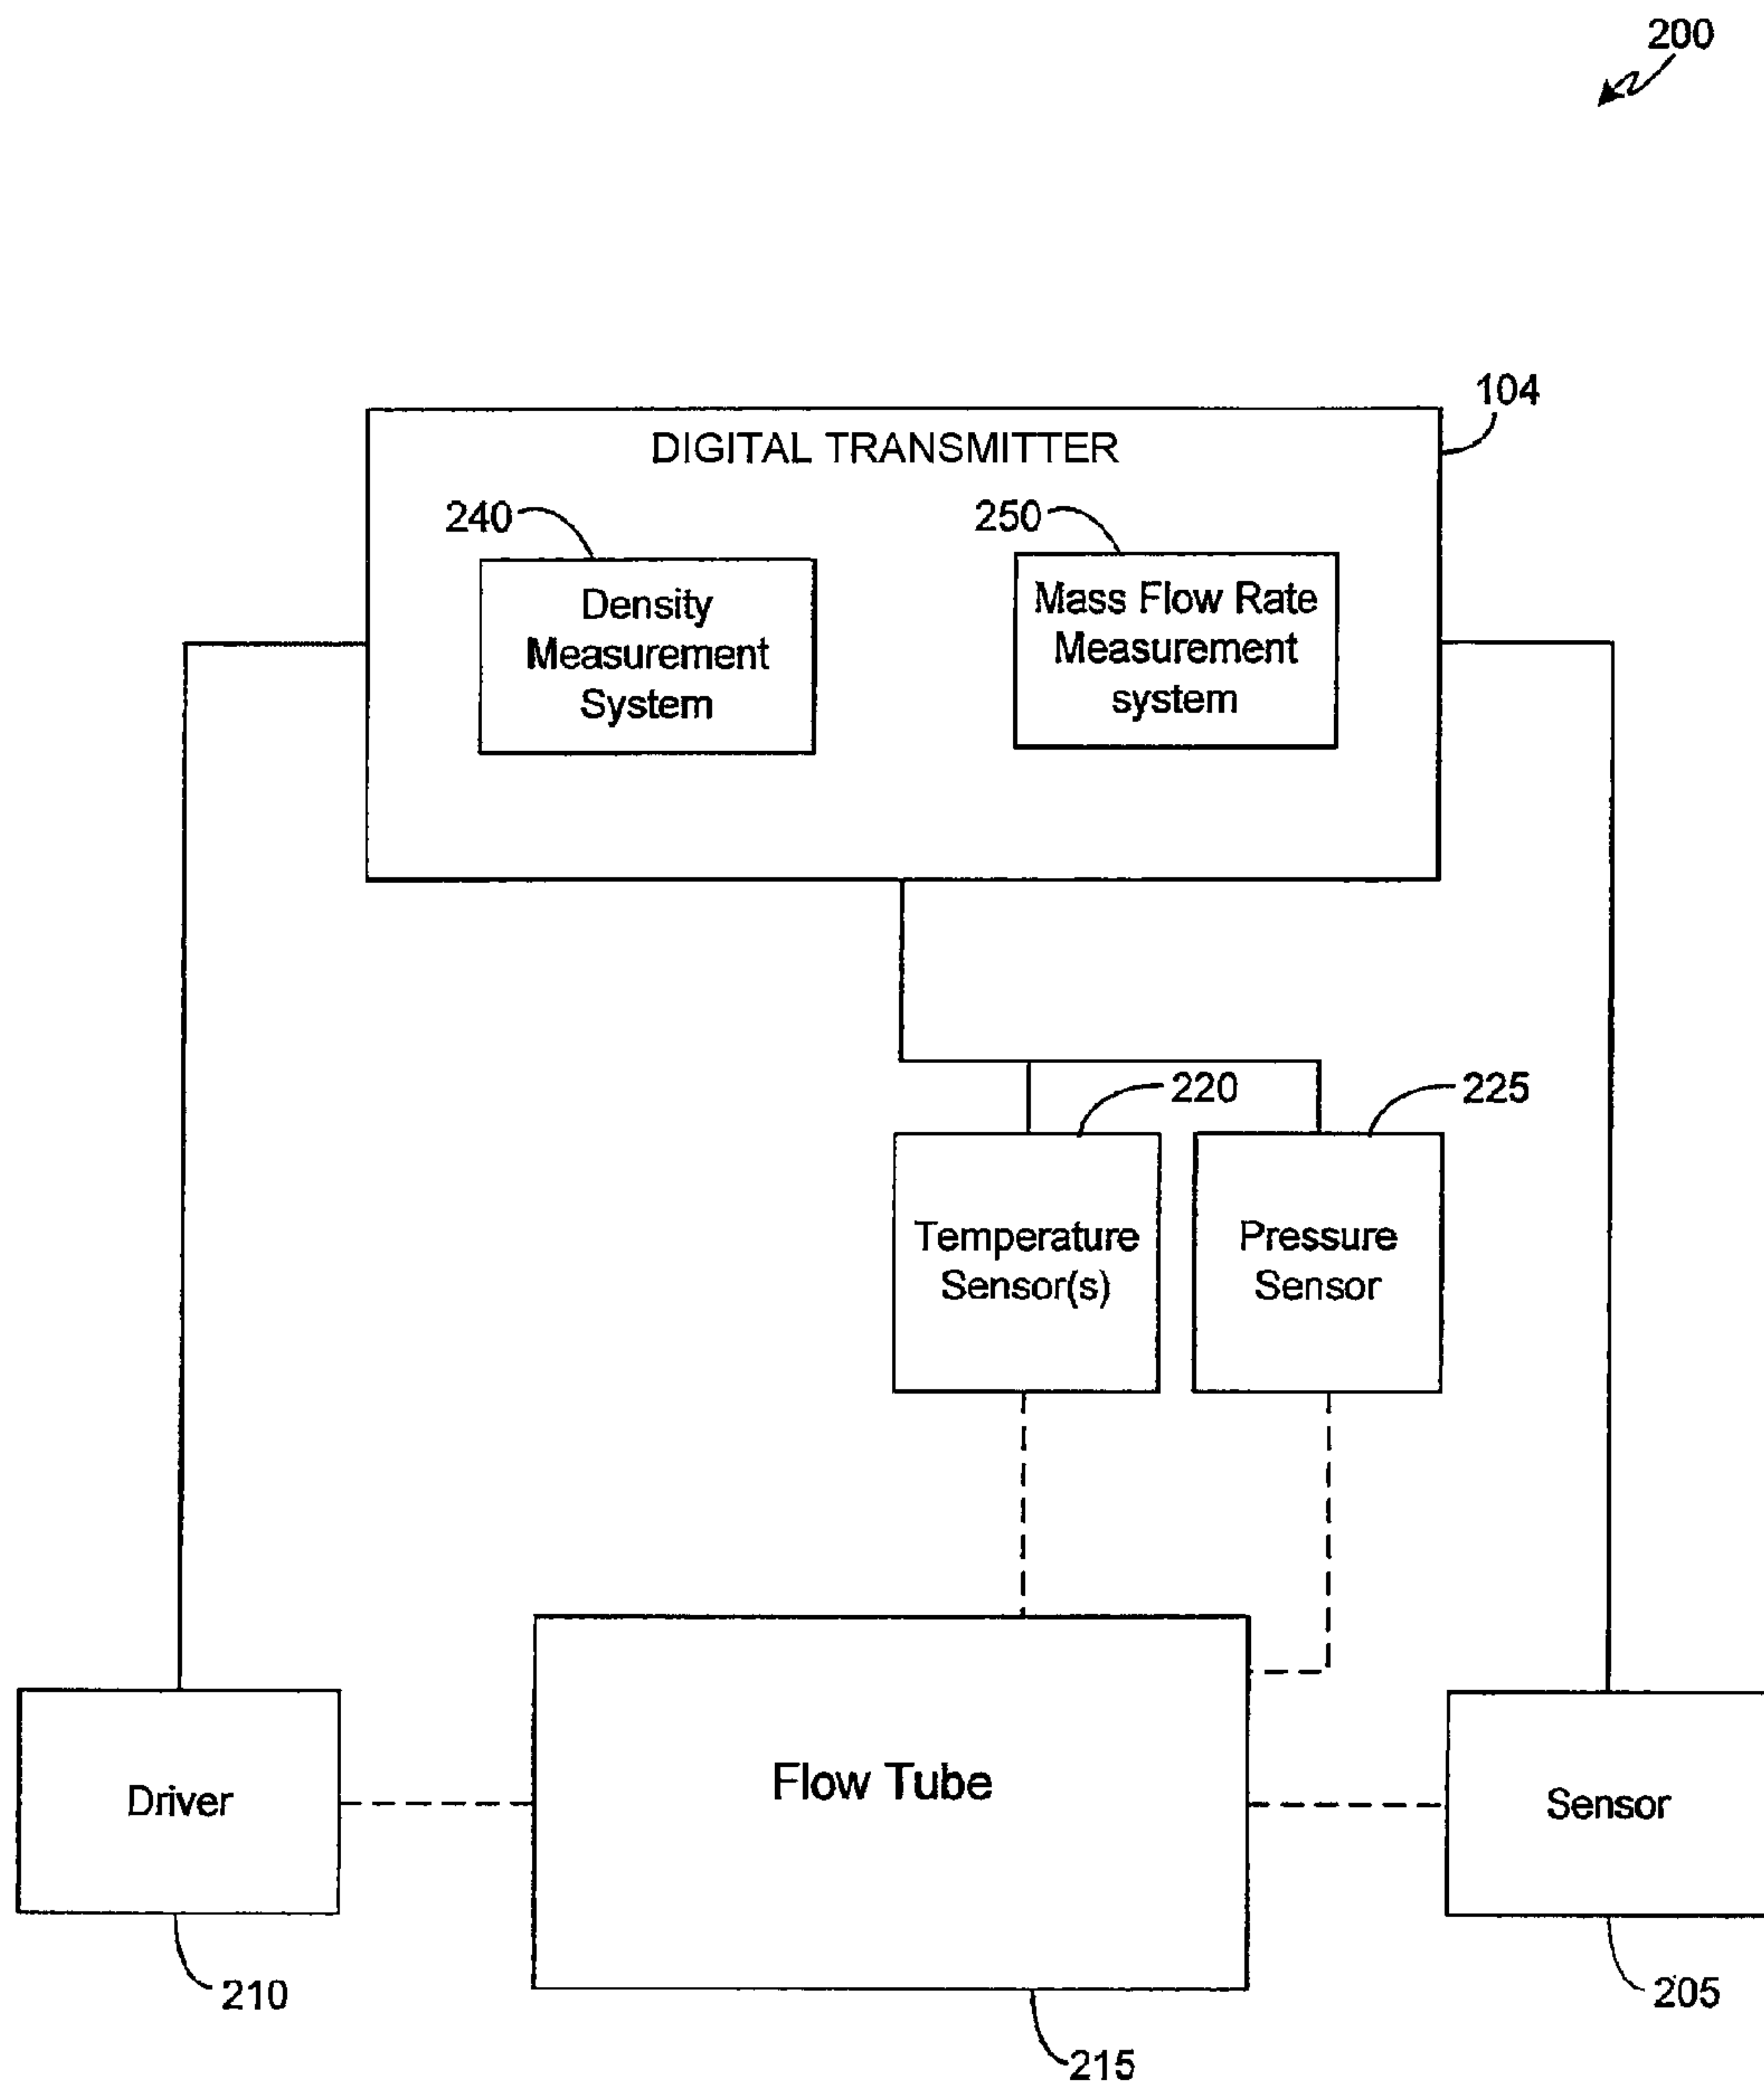 200
104
DIGITAL TRANSMITTER
240
250
Density
Measurement
System
Mass Flow Rate
Measurement
system
220
225
Temperature
Sensor(s)
Pressure
Sensor
Flow Tube
Driver
Sensor
210
205
215